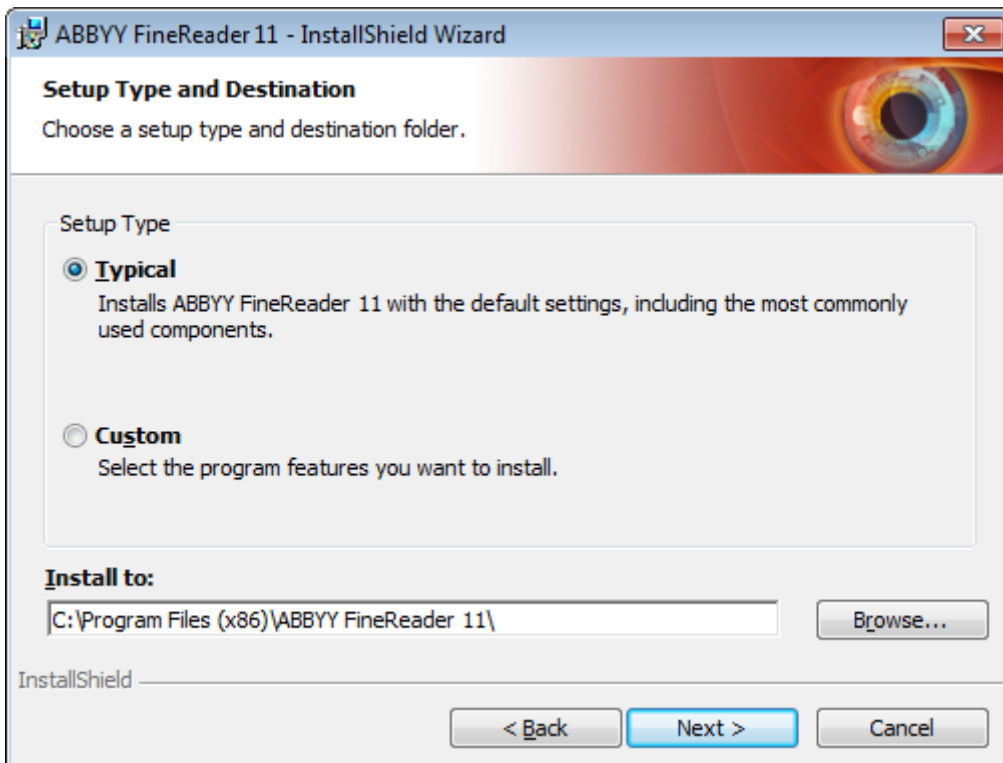 ABBYY FineReader 11 - InstallShield Wizard
Setup Type and Destination
Choose a setup type and destination folder.
Setup Type
Typical
Installs ABBYY FineReader 11 with the default settings, including the most commonly
used components.
Custom
Select the program features you want to install.
Install to:
C:\Program Files (x86)\ABBYY FineReader 11\
Browse...
InstallShield
< Back
Next >
Cancel